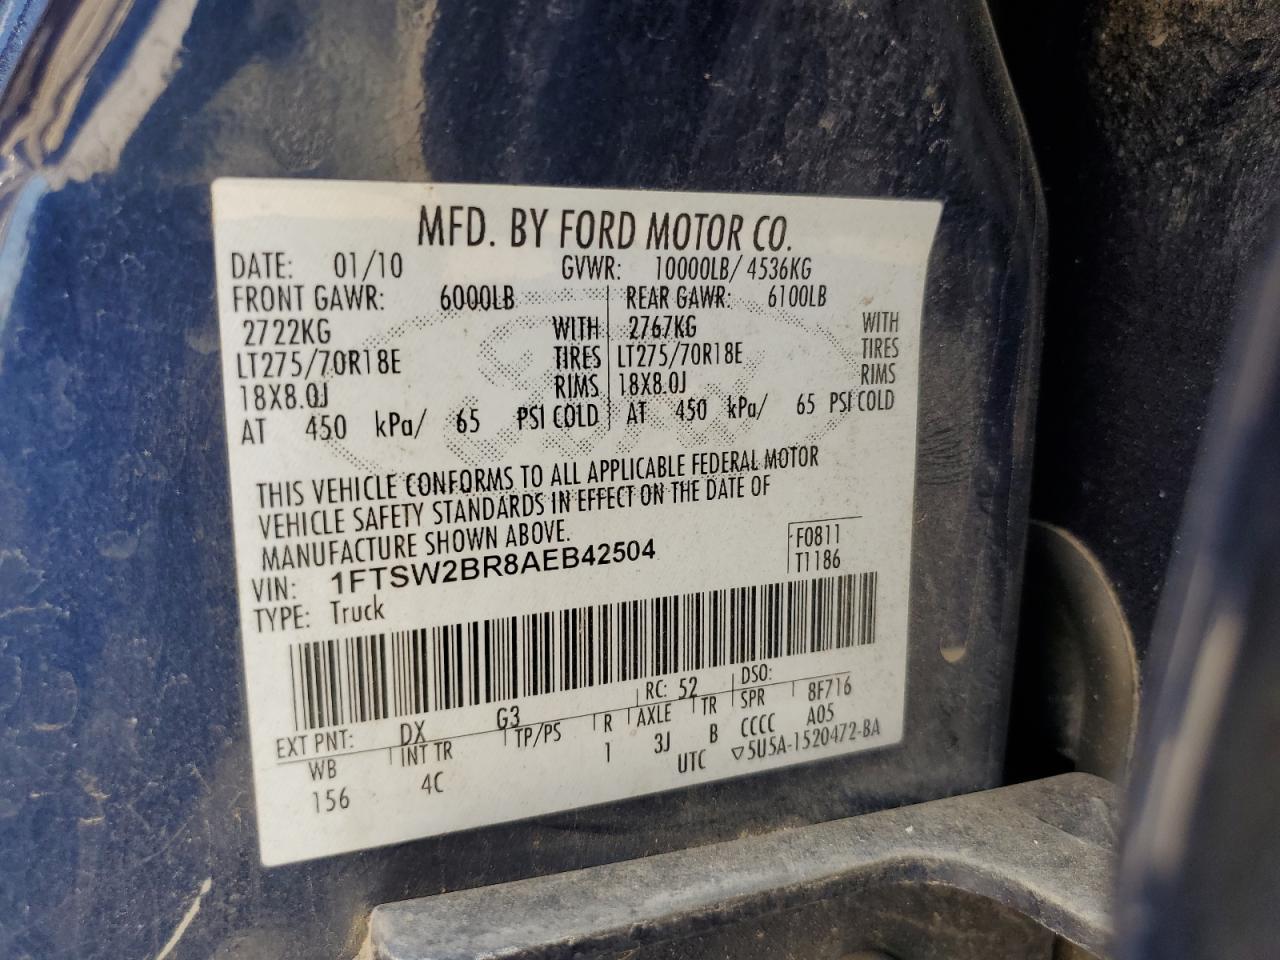 MFD. BY FORD MOTOR CO.
DATE: 01/10 GVWR: 10000LB/ 4536KG
FRONT GAWR: 6000LB REAR GAWR: 6100LB
2722KG WITH 2767KG WITH
LT275/70R18E TIRES LT275/70R18E TIRES
18X8.0J RIMS 18X8.0J RIMS
AT 450 kPa/ 65 PSI COLD AT 450 kPa/ 65 PSI COLD
THIS VEHICLE CONFORMS TO ALL APPLICABLE FEDERAL MOTOR
VEHICLE SAFETY STANDARDS IN EFFECT ON THE DATE OF
MANUFACTURE SHOWN ABOVE.
VIN: 1FTSW2BR8AEB42504 F0811
TYPE: Truck T1186
EXT PNT: DX G3 RC: 52 DSO:
WB INT TR TP/PS R AXLE TR SPR 8F716
156 4C 1 3J B CCCC A05
UTC ▽5U5A-1520472-BA